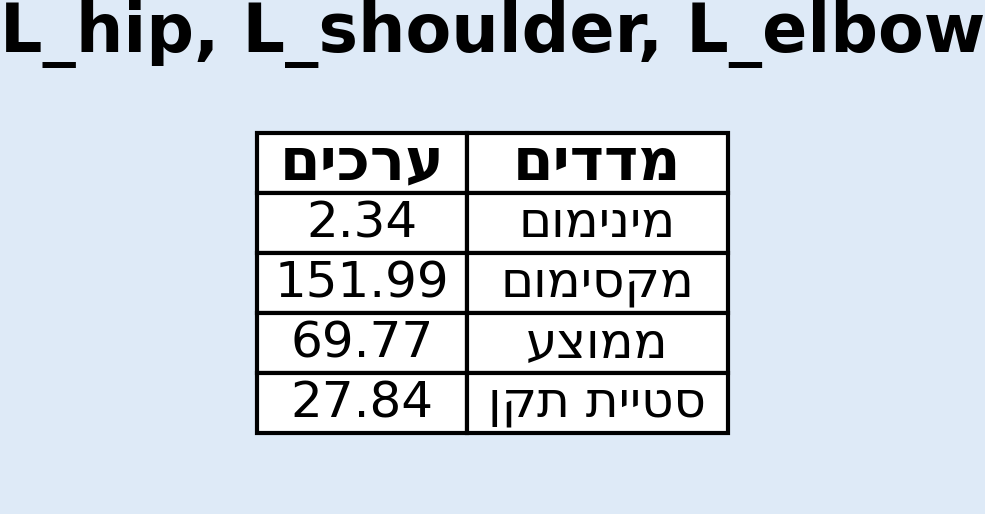 L_hip, L_shoulder, L_elbow
מדדים ערכים
מינימום 2.34
מקסימום 151.99
ממוצע 69.77
סטיית תקן 27.84